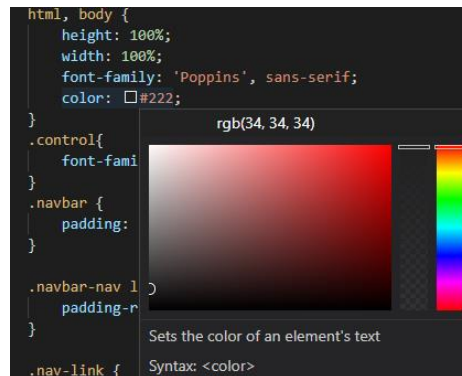 html, body {
height: 100%;
width: 100%;
font-family: 'Poppins', sans-serif;
color: #222;
}
rgb(34, 34, 34)
.control{
font-fami
}
.navbar {
padding:
}
.navbar-nav l
padding-r
}
Sets the color of an element's text
.nav-link {
Syntax: <color>